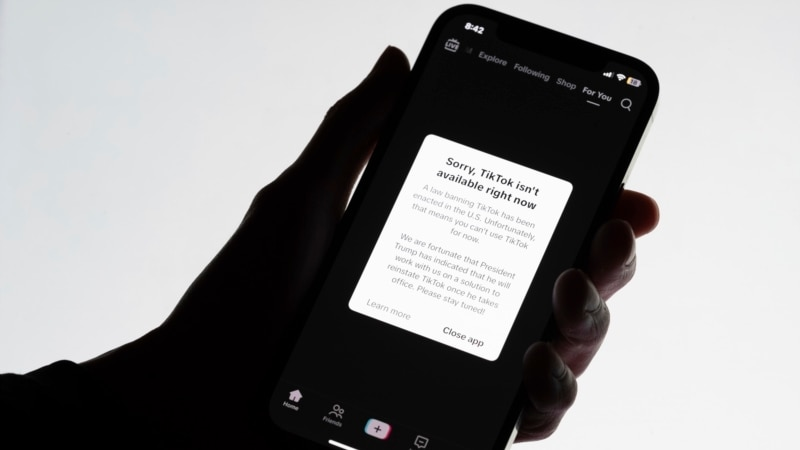 8:42
LIVE Explore Following Shop For You
Sorry, TikTok isn't
available right now
A law banning TikTok has been
enacted in the U.S. Unfortunately,
that means you can't use TikTok
for now.
We are fortunate that President
Trump has indicated that he will
work with us on a solution to
reinstate TikTok once he takes
office. Please stay tuned!
Learn more
Close app
Home Friends